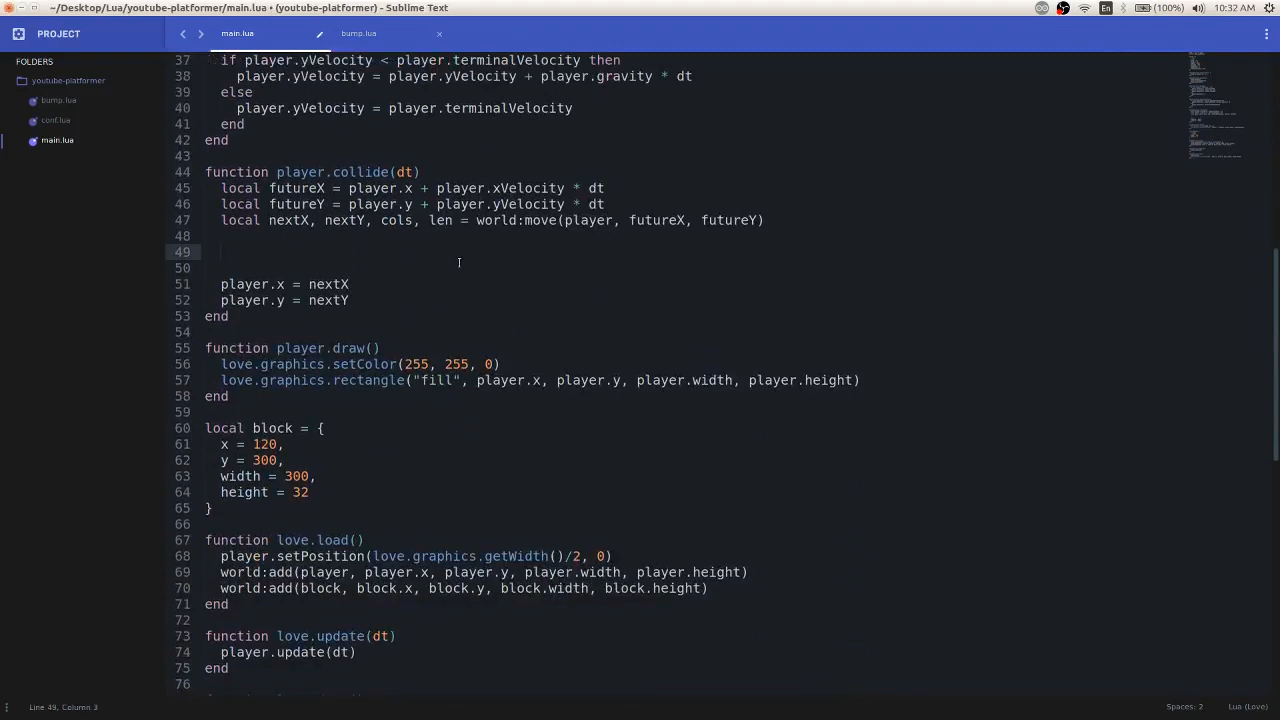 ~/Desktop/Lua/youtube-platformer/main.lua • (youtube-platformer) - Sublime Text
En
(100%)
10:32 AM
PROJECT
main.lua
bump.lua
FOLDERS
youtube-platformer
bump.lua
conf.lua
main.lua
37 if player.yVelocity < player.terminalVelocity then
38 player.yVelocity = player.yVelocity + player.gravity * dt
39 else
40 player.yVelocity = player.terminalVelocity
41 end
42 end
43
44 function player.collide(dt)
45 local futureX = player.x + player.xVelocity * dt
46 local futureY = player.y + player.yVelocity * dt
47 local nextX, nextY, cols, len = world:move(player, futureX, futureY)
48
49
50
51 player.x = nextX
52 player.y = nextY
53 end
54
55 function player.draw()
56 love.graphics.setColor(255, 255, 0)
57 love.graphics.rectangle("fill", player.x, player.y, player.width, player.height)
58 end
59
60 local block = {
61 x = 120,
62 y = 300,
63 width = 300,
64 height = 32
65 }
66
67 function love.load()
68 player.setPosition(love.graphics.getWidth()/2, 0)
69 world:add(player, player.x, player.y, player.width, player.height)
70 world:add(block, block.x, block.y, block.width, block.height)
71 end
72
73 function love.update(dt)
74 player.update(dt)
75 end
76
Line 49, Column 3
Spaces: 2
Lua (Love)